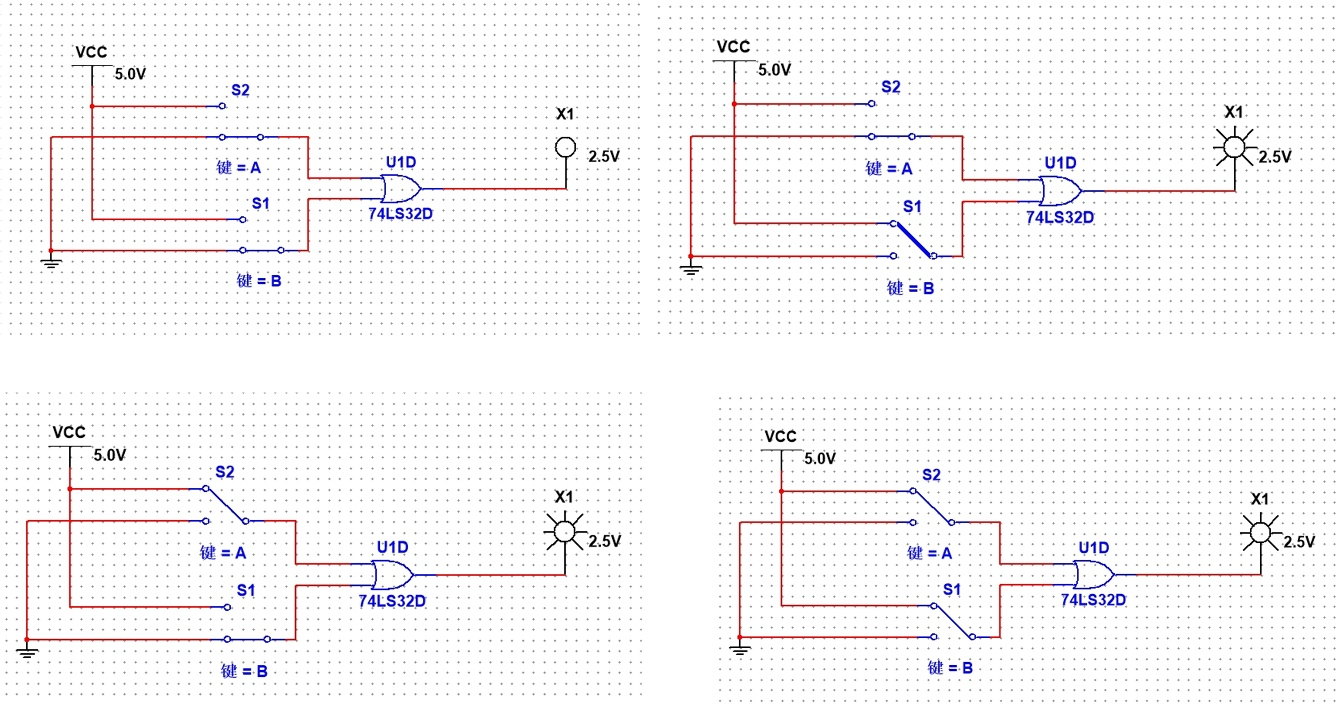 VCC
5.0V
S2
X1
2.5V
键 = A
U1D
S1
74LS32D
键 = B
VCC
5.0V
S2
X1
2.5V
键 = A
U1D
S1
74LS32D
键 = B
VCC
5.0V
S2
X1
2.5V
键 = A
U1D
S1
74LS32D
键 = B
VCC
5.0V
S2
X1
2.5V
键 = A
U1D
S1
74LS32D
键 = B